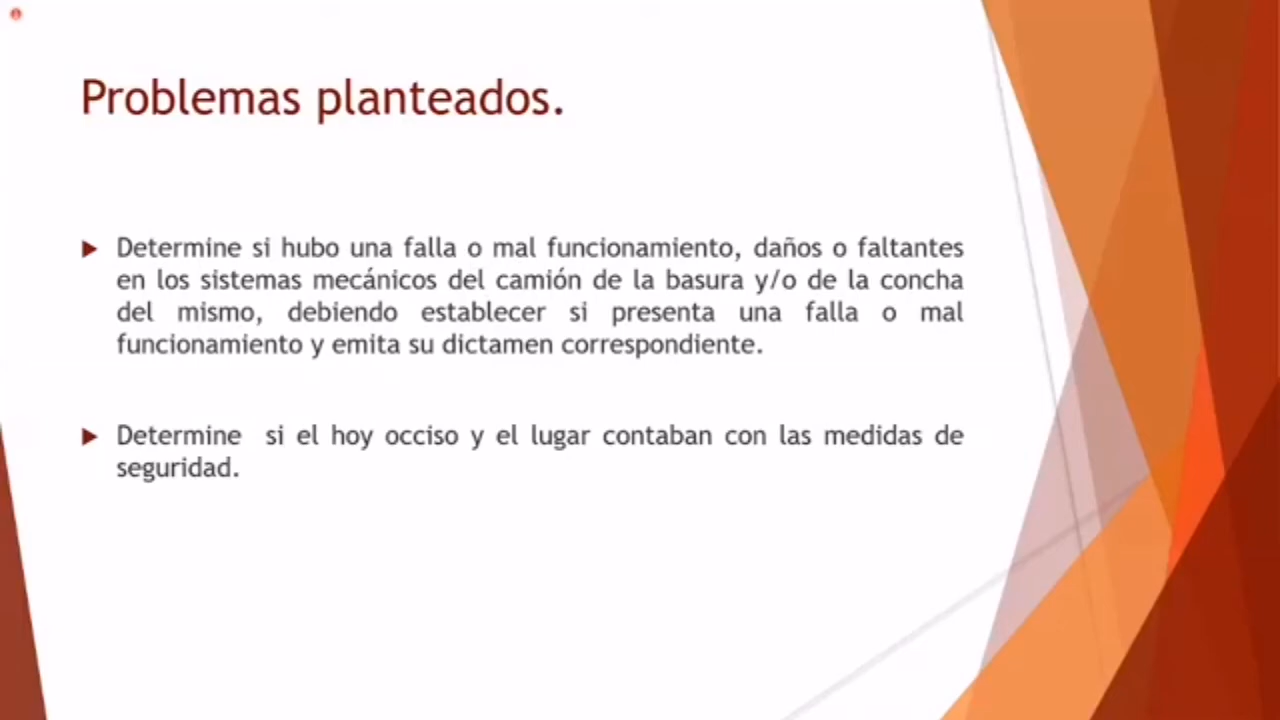 Problemas planteados.
Determine si hubo una falla o mal funcionamiento, daños o faltantes
en los sistemas mecánicos del camión de la basura y/o de la concha
del mismo, debiendo establecer si presenta una falla o mal
funcionamiento y emita su dictamen correspondiente.
Determine si el hoy occiso y el lugar contaban con las medidas de
seguridad.